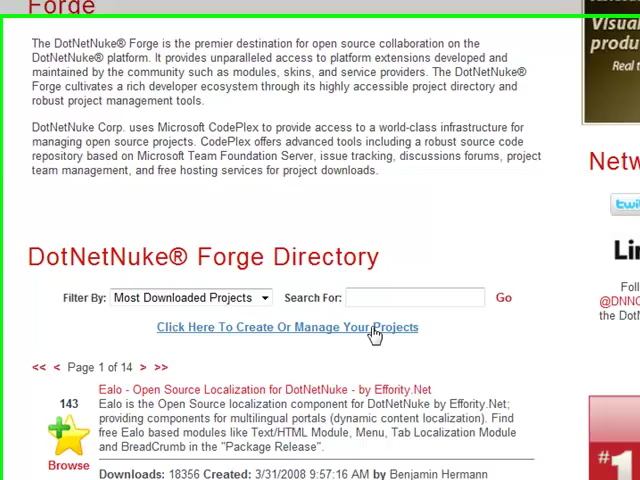 Forge
The DotNetNuke® Forge is the premier destination for open source collaboration on the
DotNetNuke® platform. It provides unparalleled access to platform extensions developed and
maintained by the community such as modules, skins, and service providers. The DotNetNuke®
Forge cultivates a rich developer ecosystem through its highly accessible project directory and
robust project management tools.
DotNetNuke Corp. uses Microsoft CodePlex to provide access to a world-class infrastructure for
managing open source projects. CodePlex offers advanced tools including a robust source code
repository based on Microsoft Team Foundation Server, issue tracking, discussions forums, project
team management, and free hosting services for project downloads.
DotNetNuke® Forge Directory
Filter By: Most Downloaded Projects Search For: Go
Click Here To Create Or Manage Your Projects
<< < Page 1 of 14 > >>
143
Browse
Ealo - Open Source Localization for DotNetNuke - by Effority.Net
Ealo is the Open Source localization component for DotNetNuke by Effority.Net;
providing components for multilingual portals (dynamic content localization). Find
free Ealo based modules like Text/HTML Module, Menu, Tab Localization Module
and BreadCrumb in the "Package Release".
Downloads: 18356 Created: 3/31/2008 9:57:16 AM by Benjamin Hermann
Visual
produ
Real t
Netw
twi
Lin
Foll
@DNNC
the Dot
#1